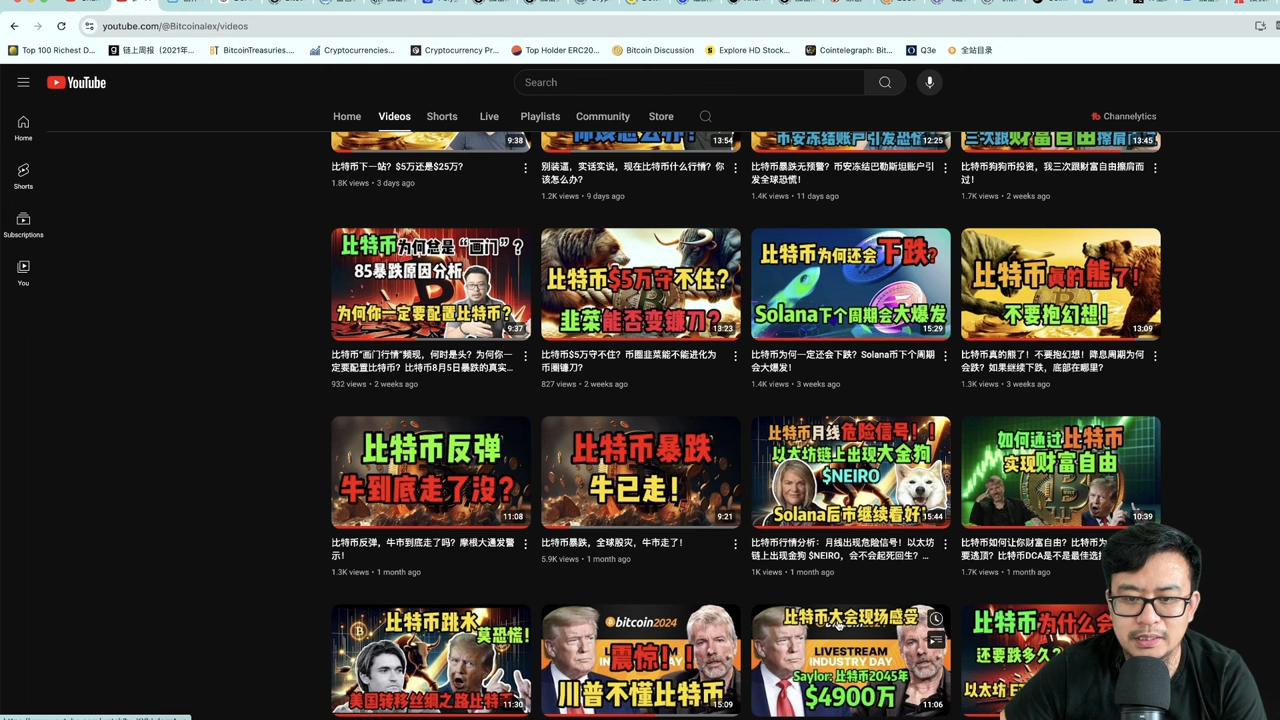 youtube.com/@Bitcoinalex/videos
Top 100 Richest D...
链上周报（2021年...
BitcoinTreasuries....
Cryptocurrencies...
Cryptocurrency Pr...
Top Holder ERC20...
Bitcoin Discussion
Explore HD Stock...
Cointelegraph: Bit...
Q3e
全站目录
YouTube
Search
Home
Shorts
Subscriptions
You
Home
Videos
Shorts
Live
Playlists
Community
Store
Channelytics
9:38
13:54
12:25
13:45
比特币下一站？$5万还是$25万？
1.8K views • 3 days ago
别装逼，实话实说，现在比特币什么行情？你
该怎么办？
1.2K views • 9 days ago
比特币暴跌无预警？币安冻结巴勒斯坦账户引
发全球恐慌！
1.4K views • 11 days ago
比特币狗狗币投资，我三次跟财富自由擦肩而
过！
1.7K views • 2 weeks ago
比特币为何总是“画门”？
85暴跌原因分析
为何你一定要配置比特币？
9:37
比特币“画门行情”频现，何时是头？为何你一
定要配置比特币？比特币8月5日暴跌的真实...
932 views • 2 weeks ago
比特币$5万守不住？
韭菜能否变镰刀？
13:23
比特币$5万守不住？币圈韭菜能不能进化为
币圈镰刀？
827 views • 2 weeks ago
比特币为何还会下跌？
Solana下个周期会大爆发
15:29
比特币为何一定还会下跌？Solana币下个周期
会大爆发！
1.4K views • 3 weeks ago
比特币真的熊了！
不要抱幻想！
13:09
比特币真的熊了！不要抱幻想！降息周期为何
会跌？如果继续下跌，底部在哪里？
1.3K views • 3 weeks ago
比特币反弹
牛到底走了没？
11:08
比特币反弹，牛市到底走了吗？摩根大通发警
示！
1.3K views • 1 month ago
比特币暴跌
牛已走！
9:21
比特币暴跌，全球股灾，牛市走了！
5.9K views • 1 month ago
比特币月线危险信号！！
以太坊链上出现大金狗
$NEIRO
Solana后市继续看好
15:44
比特币行情分析：月线出现危险信号！以太坊
链上出现金狗 $NEIRO，会不会起死回生？...
1K views • 1 month ago
如何通过比特币
实现财富自由
10:39
比特币如何让你财富自由？比特币为
要逃顶？比特币DCA是不是最佳选
1.7K views • 1 month ago
比特币跳水
莫恐慌！
美国转移丝绸之路比特币
11:30
bitcoin2024
震惊！！
INDUSTRY DAY
川普不懂比特币
15:09
比特币大会现场感受
LIVESTREAM
INDUSTRY DAY
Saylor: 比特币2045年
$4900万
11:06
比特币为什么会
还要跌多久？
以太坊 E